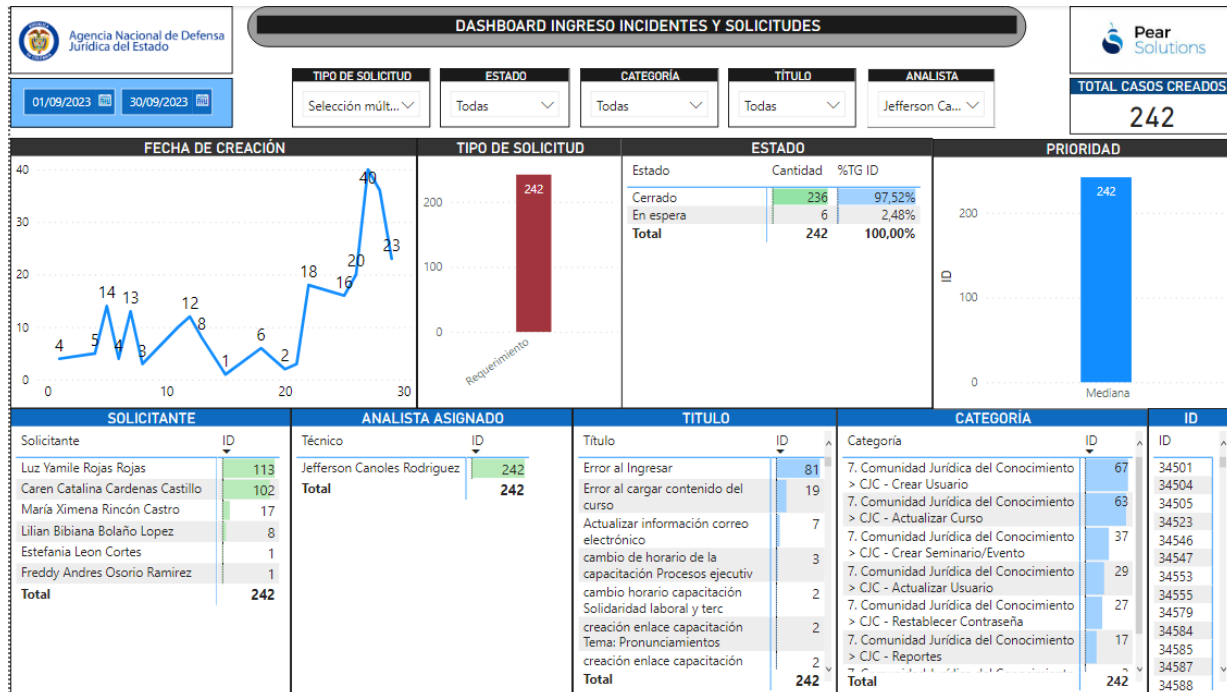 Agencia Nacional de Defensa
Jurídica del Estado
DASHBOARD INGRESO INCIDENTES Y SOLICITUDES
Pear
Solutions
01/09/2023 30/09/2023
TIPO DE SOLICITUD
Selección múlt...
ESTADO
Todas
CATEGORÍA
Todas
TÍTULO
Todas
ANALISTA
Jefferson Ca...
TOTAL CASOS CREADOS
242
FECHA DE CREACIÓN
40
30
20
10
0
0 10 20 30
4
5
14
4
13
3
12
8
1
6
2
18
16
20
40
23
TIPO DE SOLICITUD
200
100
0
242
Requerimiento
ESTADO
Estado Cantidad %TG ID
Cerrado 236 97,52%
En espera 6 2,48%
Total 242 100,00%
PRIORIDAD
ID
200
100
0
242
Mediana
SOLICITANTE
Solicitante ID
Luz Yamile Rojas Rojas 113
Caren Catalina Cardenas Castillo 102
María Ximena Rincón Castro 17
Lilian Bibiana Bolaño Lopez 8
Estefania Leon Cortes 1
Freddy Andres Osorio Ramirez 1
Total 242
ANALISTA ASIGNADO
Técnico ID
Jefferson Canoles Rodriguez 242
Total 242
TITULO
Título ID
Error al Ingresar 81
Error al cargar contenido del 19
curso
Actualizar información correo 7
electrónico
cambio de horario de la 3
capacitación Procesos ejecutiv
cambio horario capacitación 2
Solidaridad laboral y terc
creación enlace capacitación 2
Tema: Pronunciamientos
creación enlace capacitación 2
Total 242
CATEGORÍA
Categoría ID
7. Comunidad Jurídica del Conocimiento 67
> CJC - Crear Usuario
7. Comunidad Jurídica del Conocimiento 63
> CJC - Actualizar Curso
7. Comunidad Jurídica del Conocimiento 37
> CJC - Crear Seminario/Evento
7. Comunidad Jurídica del Conocimiento 29
> CJC - Actualizar Usuario
7. Comunidad Jurídica del Conocimiento 27
> CJC - Restablecer Contraseña
7. Comunidad Jurídica del Conocimiento 17
> CJC - Reportes
Total 242
ID
ID
34501
34504
34505
34523
34546
34547
34553
34555
34579
34584
34585
34587
34588